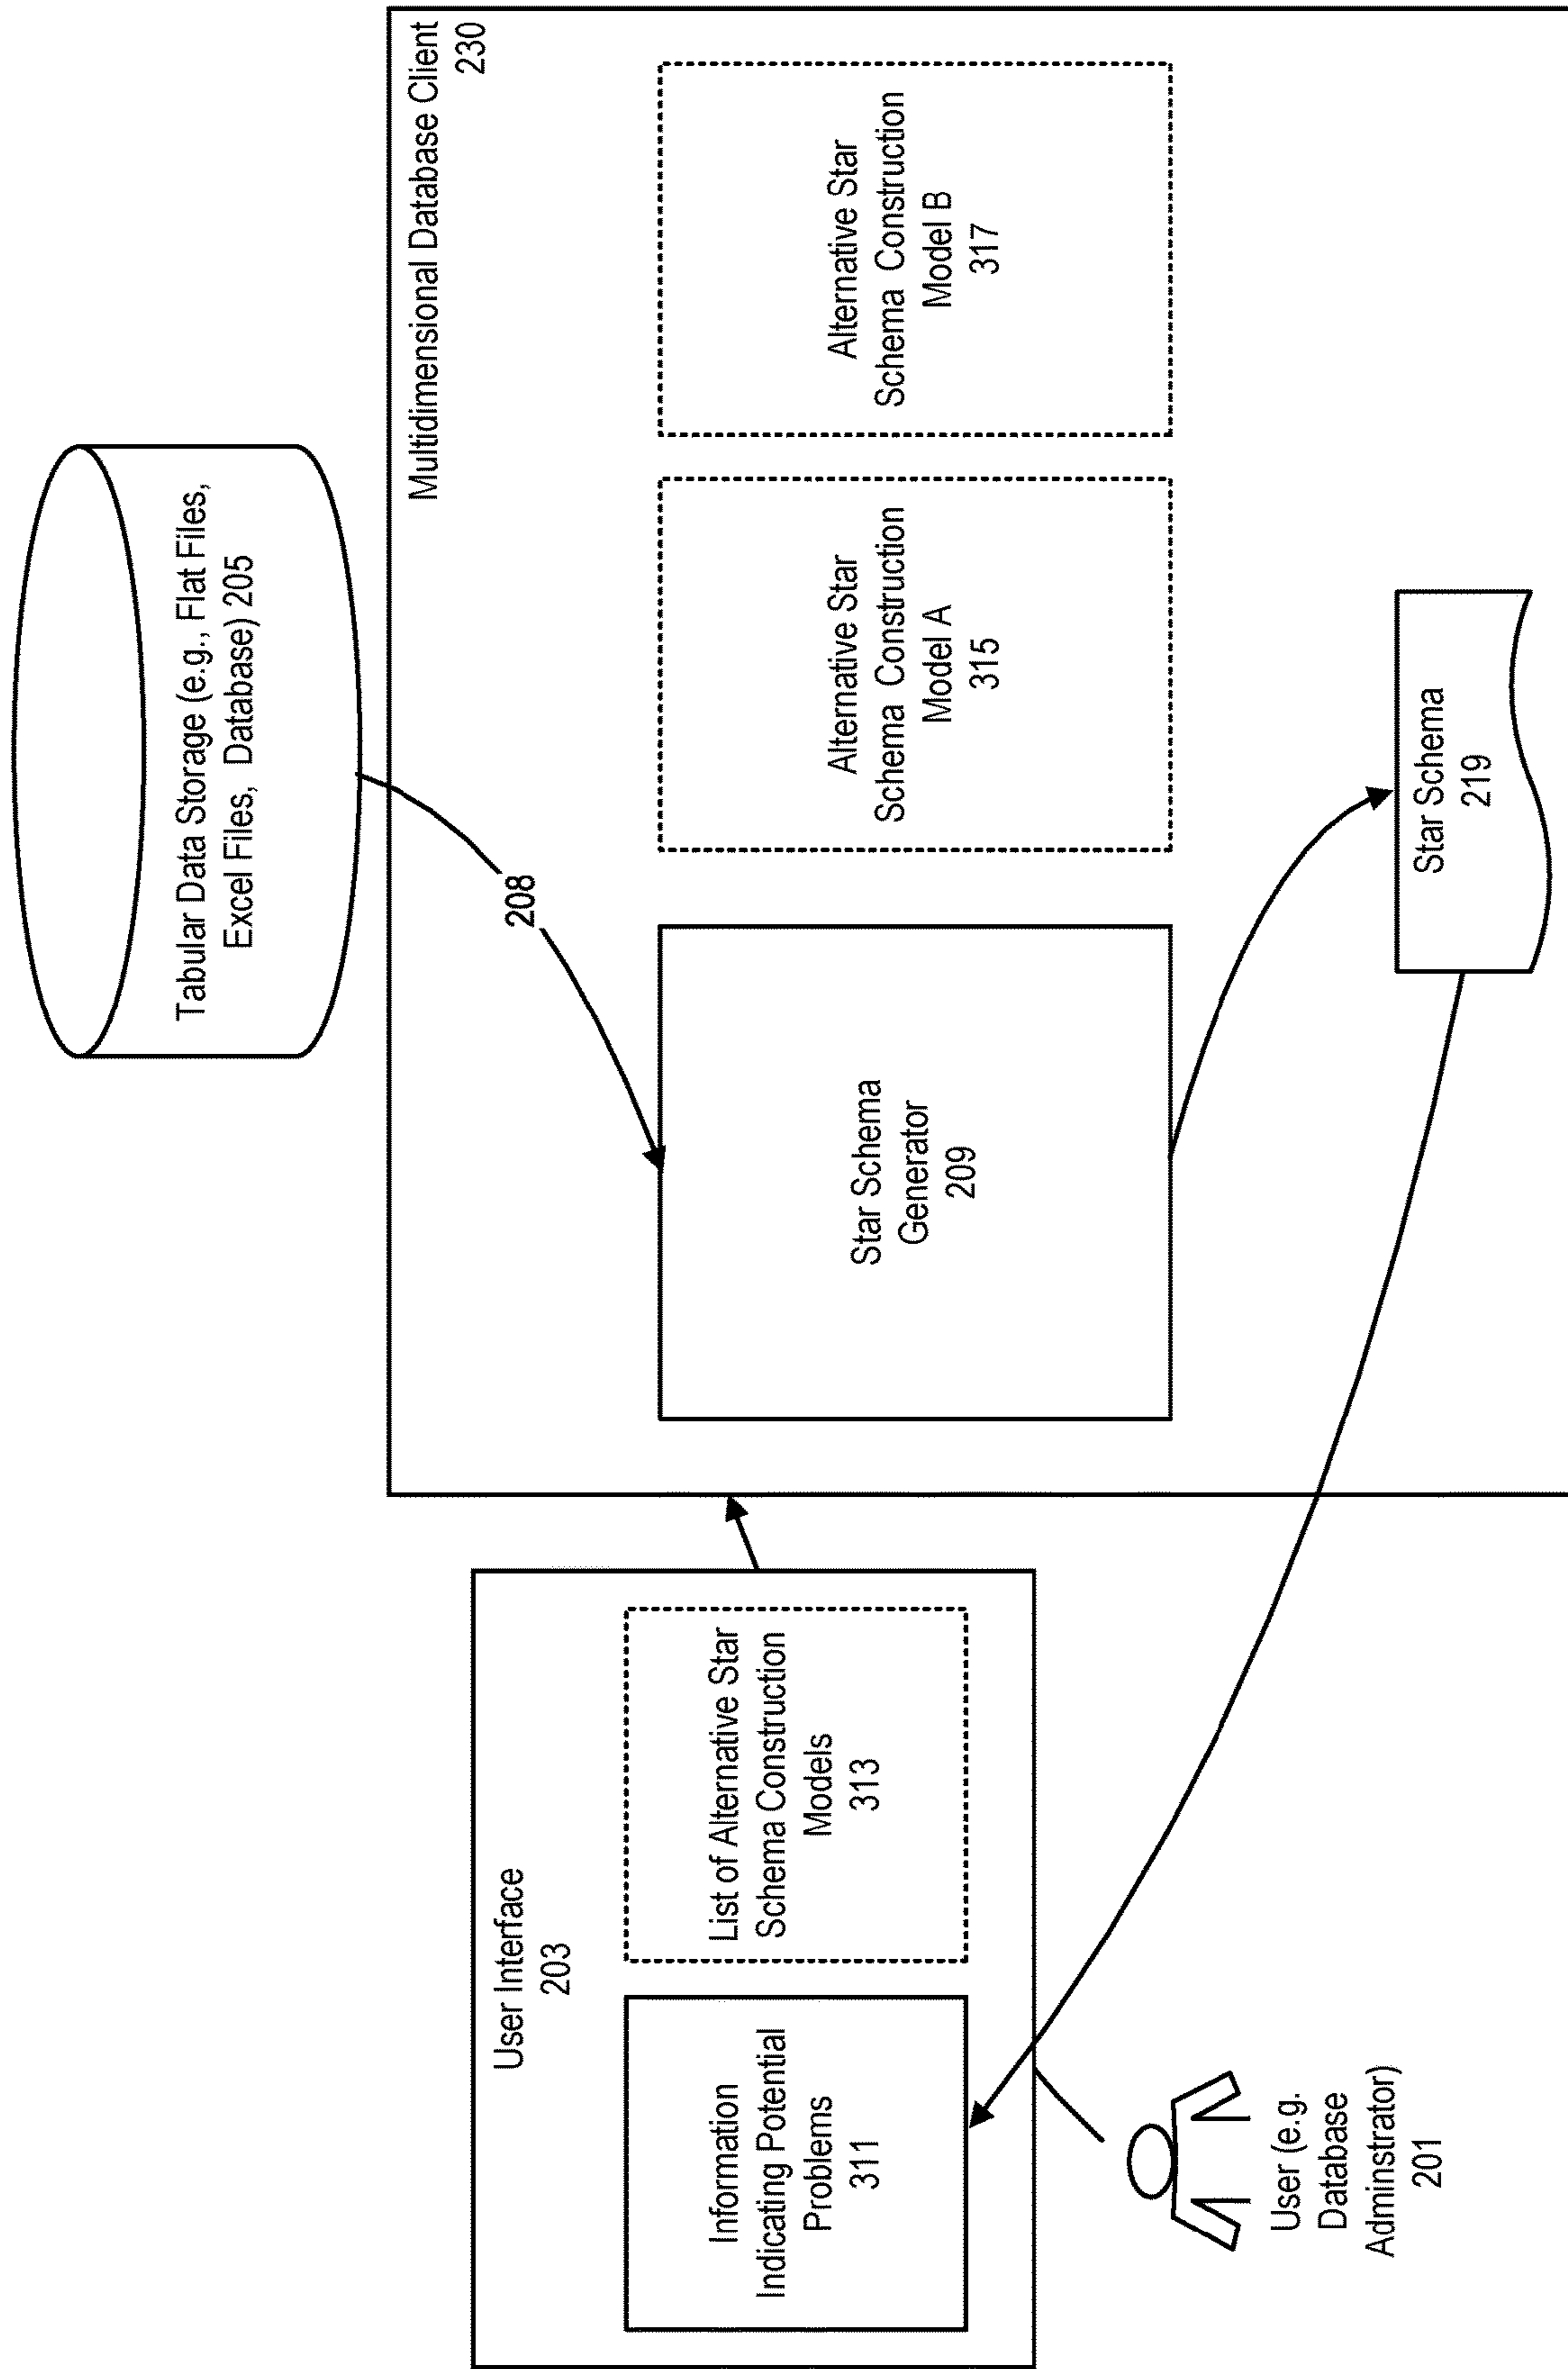 Tabular Data Storage (e.g., Flat Files,
Excel Files, Database) 205
User Interface
203
Information
Indicating Potential
Problems
311
List of Alternative Star
Schema Construction
Models
313
User (e.g.
Database
Adminstrator)
201
Multidimensional Database Client
230
208
Star Schema
Generator
209
Alternative Star
Schema Construction
Model A
315
Alternative Star
Schema Construction
Model B
317
Star Schema
219